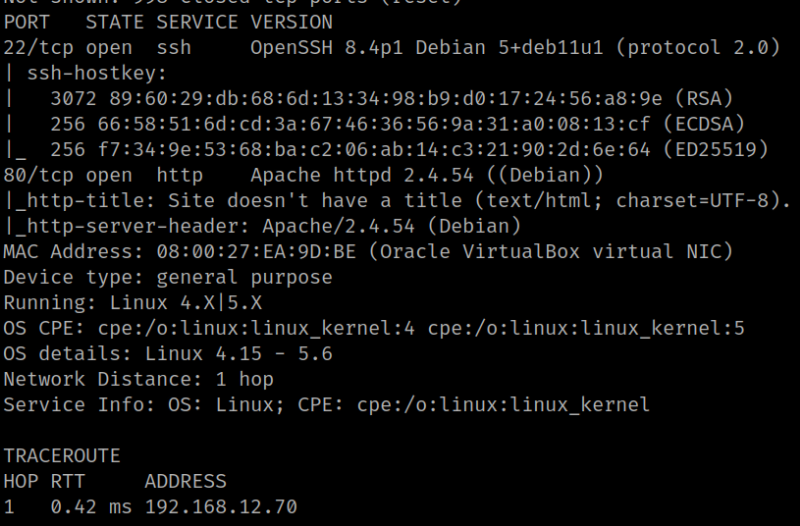 Not shown: 998 closed tcp ports (reset)
PORT   STATE SERVICE VERSION
22/tcp open  ssh     OpenSSH 8.4p1 Debian 5+deb11u1 (protocol 2.0)
| ssh-hostkey:
|   3072 89:60:29:db:68:6d:13:34:98:b9:d0:17:24:56:a8:9e (RSA)
|   256 66:58:51:6d:cd:3a:67:46:36:56:9a:31:a0:08:13:cf (ECDSA)
|_  256 f7:34:9e:53:68:ba:c2:06:ab:14:c3:21:90:2d:6e:64 (ED25519)
80/tcp open  http    Apache httpd 2.4.54 ((Debian))
|_http-title: Site doesn't have a title (text/html; charset=UTF-8).
|_http-server-header: Apache/2.4.54 (Debian)
MAC Address: 08:00:27:EA:9D:BE (Oracle VirtualBox virtual NIC)
Device type: general purpose
Running: Linux 4.X|5.X
OS CPE: cpe:/o:linux:linux_kernel:4 cpe:/o:linux:linux_kernel:5
OS details: Linux 4.15 - 5.6
Network Distance: 1 hop
Service Info: OS: Linux; CPE: cpe:/o:linux:linux_kernel

TRACEROUTE
HOP RTT     ADDRESS
1   0.42 ms 192.168.12.70